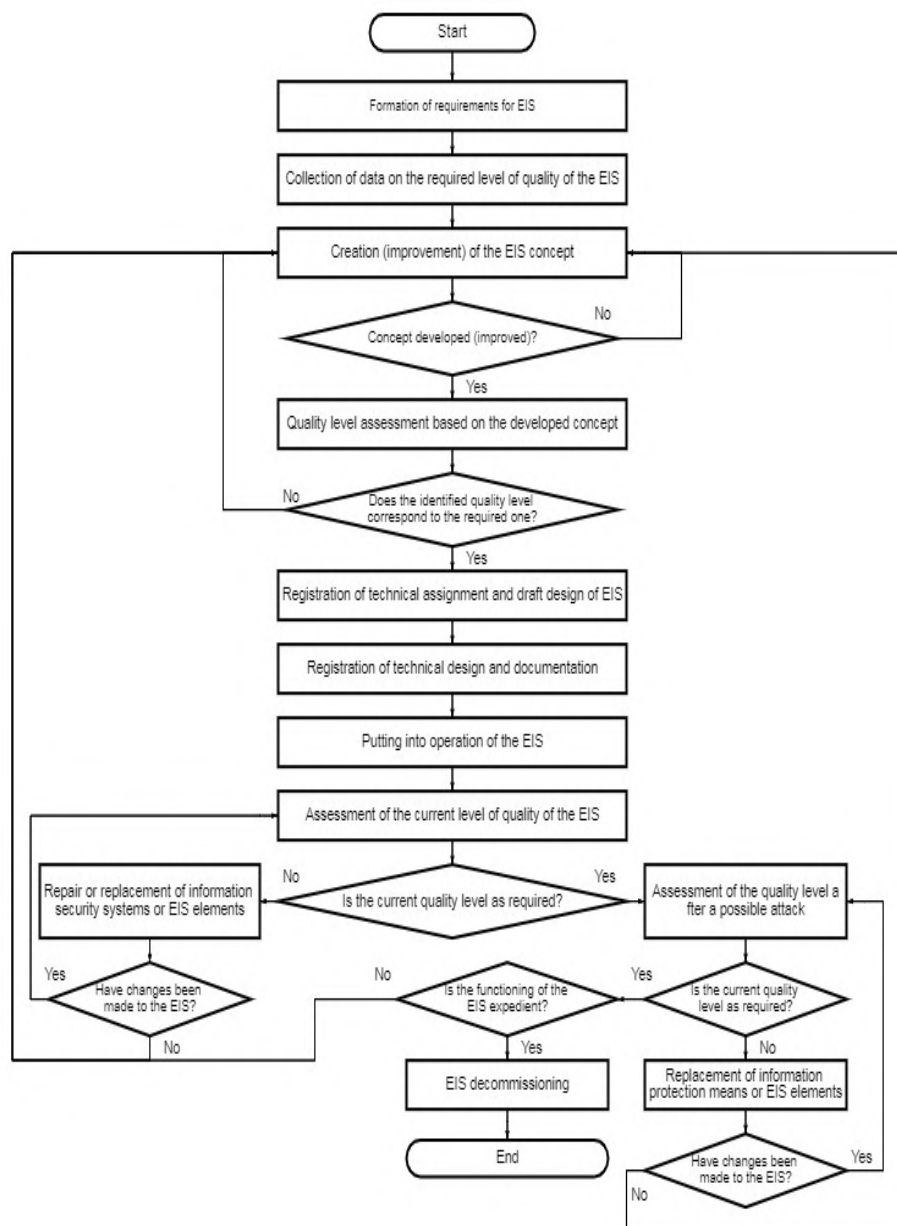 Start
Formation of requirements for EIS
Collection of data on the required level of quality of the EIS
Creation (improvement) of the EIS concept
No
Concept developed (improved)?
Yes
Quality level assessment based on the developed concept
No
Does the identified quality level
correspond to the required one?
Yes
Registration of technical assignment and draft design of EIS
Registration of technical design and documentation
Putting into operation of the EIS
Assessment of the current level of quality of the EIS
No
Yes
Is the current quality level as required?
Repair or replacement of information
security systems or EIS elements
Assessment of the quality level a
fter a possible attack
Yes
Have changes been
made to the EIS?
No
No
Is the functioning of the
EIS expedient?
Yes
Is the current quality
level as required?
Yes
No
EIS decommissioning
Replacement of information
protection means or EIS elements
End
Have changes been
made to the EIS?
Yes
No